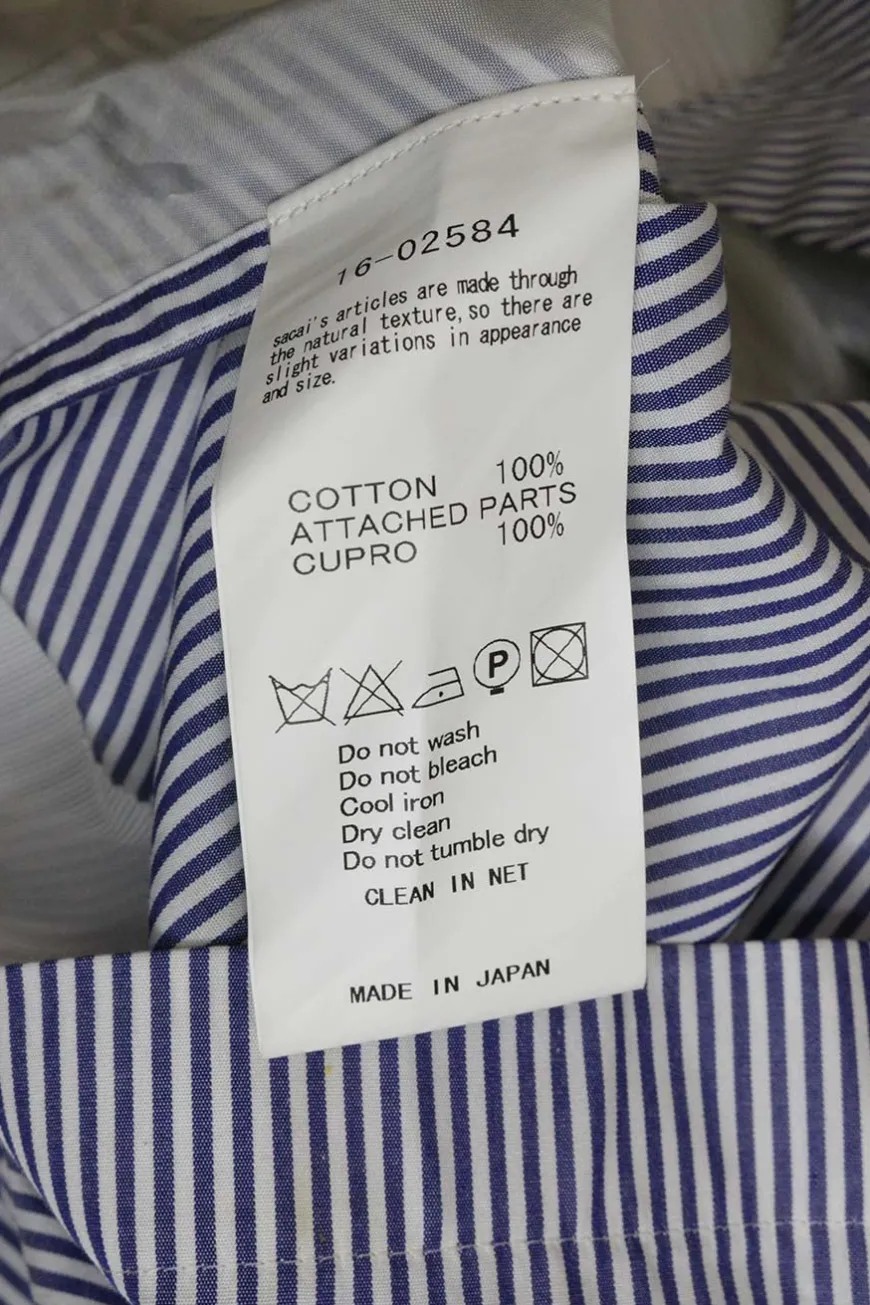 16-02584
sacai's articles are made through
the natural texture, so there are
slight variations in appearance
and size.
COTTON 100%
ATTACHED PARTS
CUPRO 100%
P
Do not wash
Do not bleach
Cool iron
Dry clean
Do not tumble dry
CLEAN IN NET
MADE IN JAPAN